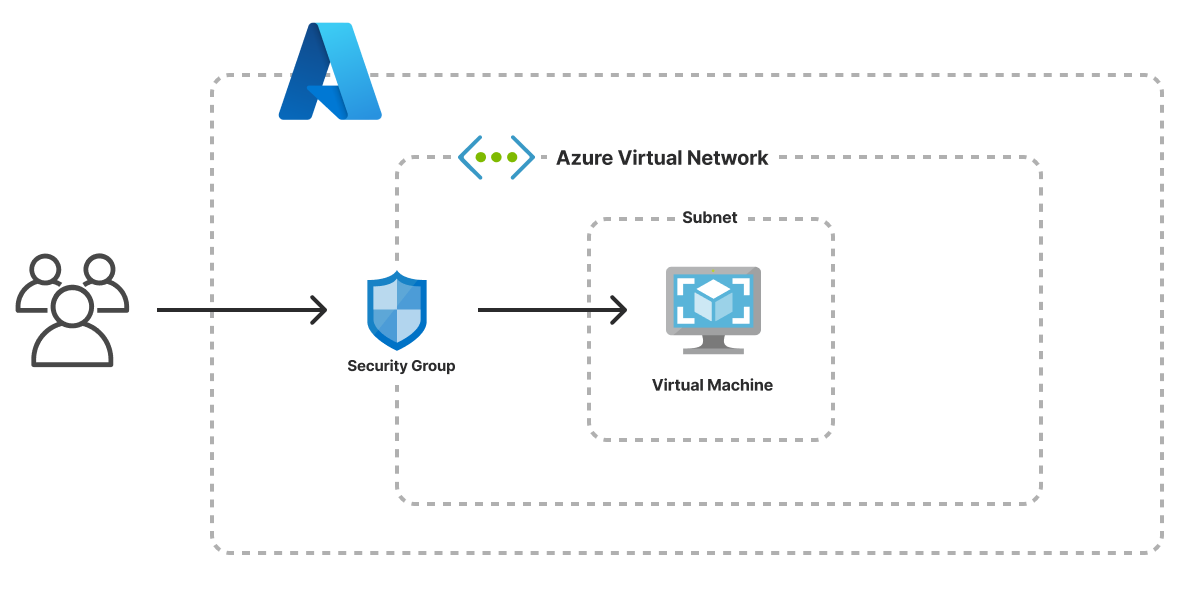 Azure Virtual Network
Subnet
Security Group
Virtual Machine